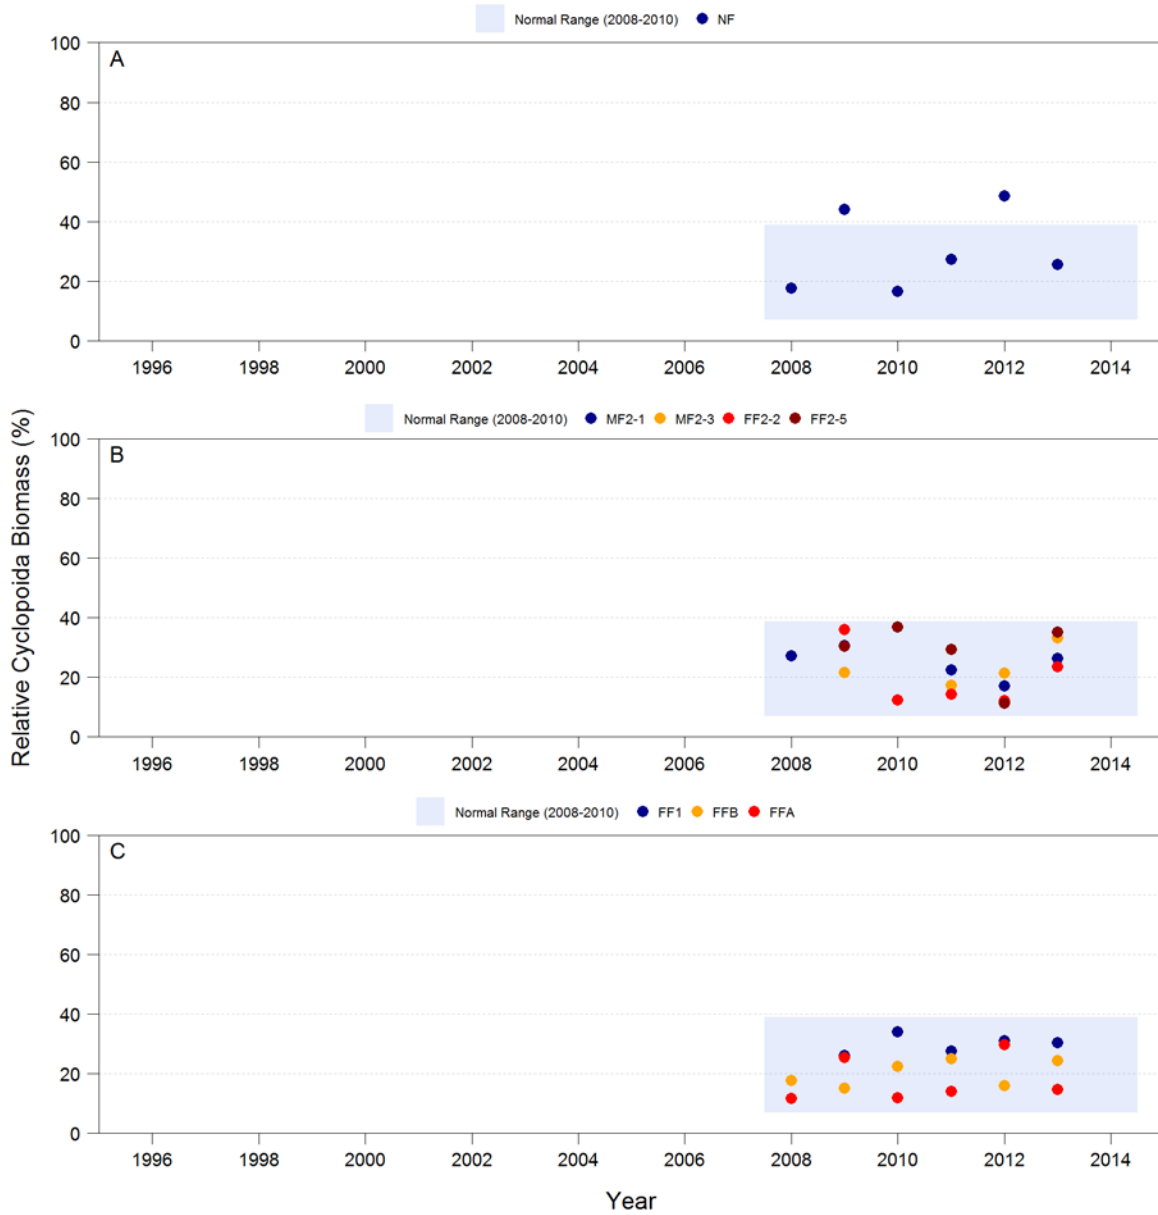 Normal Range (2008-2010) NF
A
100
80
60
40
20
0
1996 1998 2000 2002 2004 2006 2008 2010 2012 2014
Normal Range (2008-2010) MF2-1 MF2-3 FF2-2 FF2-5
B
100
80
60
40
20
0
1996 1998 2000 2002 2004 2006 2008 2010 2012 2014
Relative Cyclopoida Biomass (%)
Normal Range (2008-2010) FF1 FFB FFA
C
100
80
60
40
20
0
1996 1998 2000 2002 2004 2006 2008 2010 2012 2014
Year